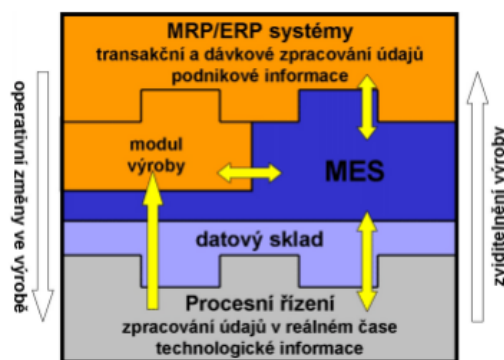 MRP/ERP systémy
transakční a dávkové zpracování údajů
podnikové informace
operativní změny ve výrobě
modul
výroby
MES
zviditelnění výroby
datový sklad
Procesní řízení
zpracování údajů v reálném čase
technologické informace